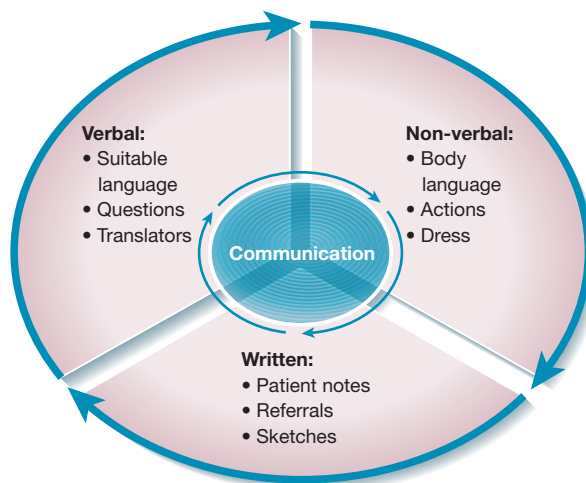 Verbal:
• Suitable
language
• Questions
• Translators
Non-verbal:
• Body
language
• Actions
• Dress
Communication
Written:
• Patient notes
• Referrals
• Sketches